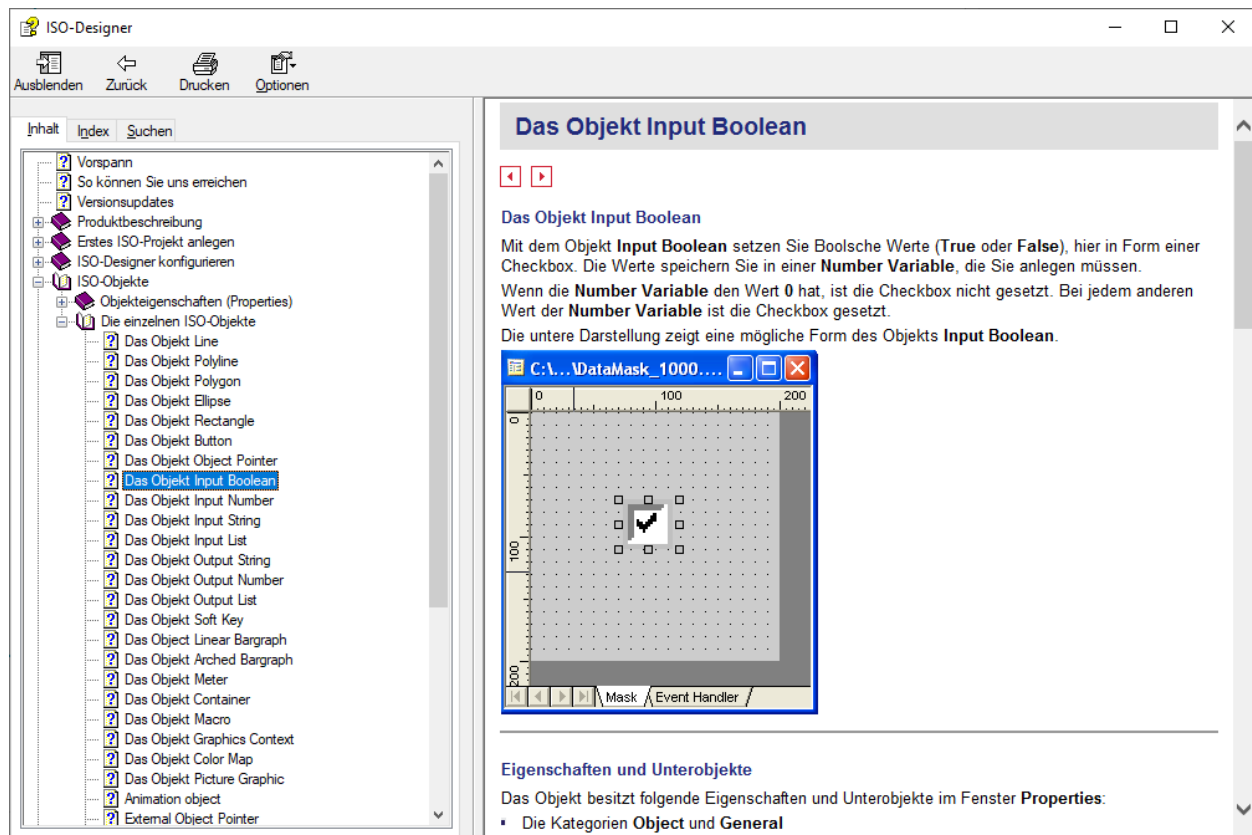 ISO-Designer
Ausblenden Zurück Drucken Optionen
Inhalt Index Suchen
Vorspann
So können Sie uns erreichen
Versionsupdates
Produktbeschreibung
Erstes ISO-Projekt anlegen
ISO-Designer konfigurieren
ISO-Objekte
Objekteigenschaften (Properties)
Die einzelnen ISO-Objekte
Das Objekt Line
Das Objekt Polyline
Das Objekt Polygon
Das Objekt Ellipse
Das Objekt Rectangle
Das Objekt Button
Das Objekt Object Pointer
Das Objekt Input Boolean
Das Objekt Input Number
Das Objekt Input String
Das Objekt Input List
Das Objekt Output String
Das Objekt Output Number
Das Objekt Output List
Das Objekt Soft Key
Das Object Linear Bargraph
Das Objekt Arched Bargraph
Das Objekt Meter
Das Objekt Container
Das Objekt Macro
Das Objekt Graphics Context
Das Objekt Color Map
Das Objekt Picture Graphic
Animation object
External Object Pointer
Das Objekt Input Boolean
Das Objekt Input Boolean
Mit dem Objekt Input Boolean setzen Sie Boolsche Werte (True oder False), hier in Form einer
Checkbox. Die Werte speichern Sie in einer Number Variable, die Sie anlegen müssen.
Wenn die Number Variable den Wert 0 hat, ist die Checkbox nicht gesetzt. Bei jedem anderen
Wert der Number Variable ist die Checkbox gesetzt.
Die untere Darstellung zeigt eine mögliche Form des Objekts Input Boolean.
C:\...\DataMask_1000....
0 100 200
0
100
200
Mask Event Handler
Eigenschaften und Unterobjekte
Das Objekt besitzt folgende Eigenschaften und Unterobjekte im Fenster Properties:
▪ Die Kategorien Object und General